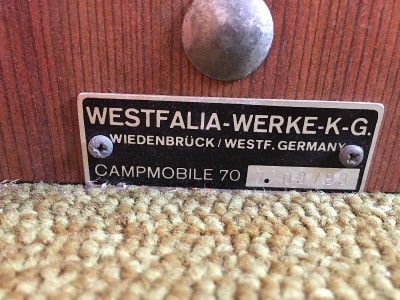 WESTFALIA-WERKE-K-G.
WIEDENBRÜCK/WESTF. GERMANY
CAMPMOBILE 70